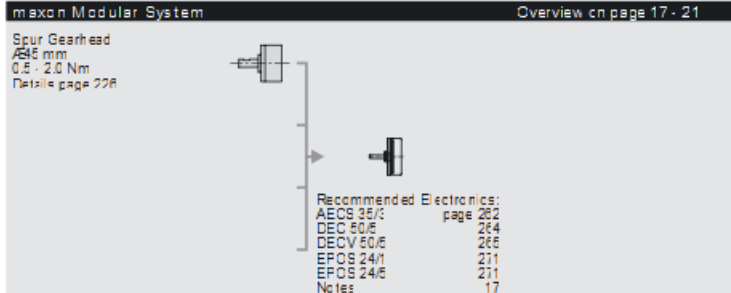 maxon Modular System Overview on page 17 - 21
Spur Gearhead
Æ45 mm
0.5 - 2.0 Nm
Details page 226
Recommended Electronics:
AECS 35/3 page 262
DEC 50/5 264
DECV 50/5 265
EPOS 24/1 271
EPOS 24/5 271
Notes 17